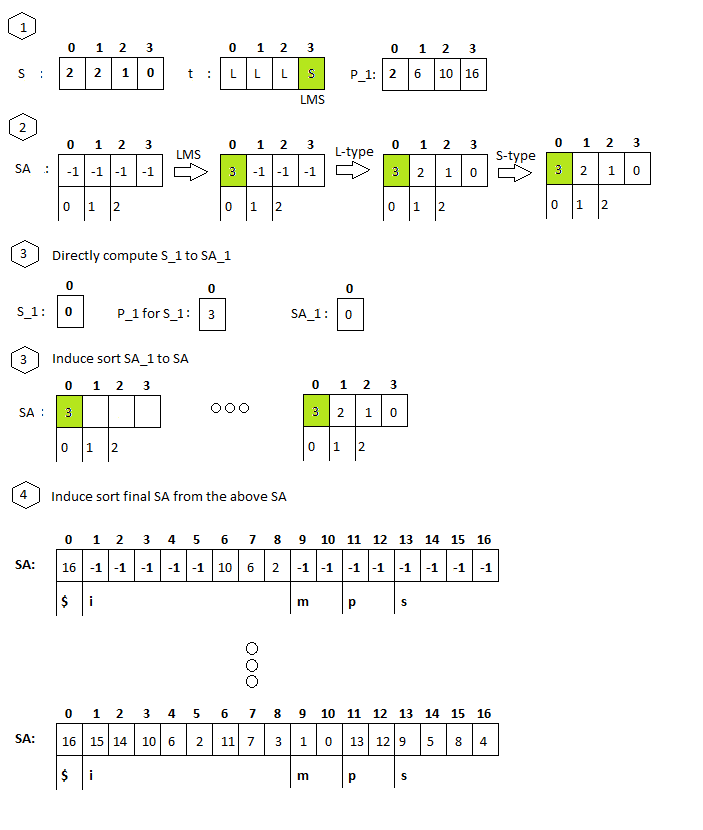 1
0 1 2 3 0 1 2 3 0 1 2 3
S : 2 2 1 0 t : L L L S P_1: 2 6 10 16
LMS
2
0 1 2 3 LMS 0 1 2 3 L-type 0 1 2 3 S-type 0 1 2 3
SA : -1 -1 -1 -1 3 -1 -1 -1 3 2 1 0 3 2 1 0
0 1 2 0 1 2 0 1 2 0 1 2
3 Directly compute S_1 to SA_1
0 0 0
S_1: 0 P_1 for S_1: 3 SA_1: 0
3 Induce sort SA_1 to SA
0 1 2 3 0 1 2 3
SA : 3 3 2 1 0
0 1 2 0 1 2
4 Induce sort final SA from the above SA
0 1 2 3 4 5 6 7 8 9 10 11 12 13 14 15 16
SA: 16 -1 -1 -1 -1 -1 10 6 2 -1 -1 -1 -1 -1 -1 -1 -1
$ i m p s
0 1 2 3 4 5 6 7 8 9 10 11 12 13 14 15 16
SA: 16 15 14 10 6 2 11 7 3 1 0 13 12 9 5 8 4
$ i m p s